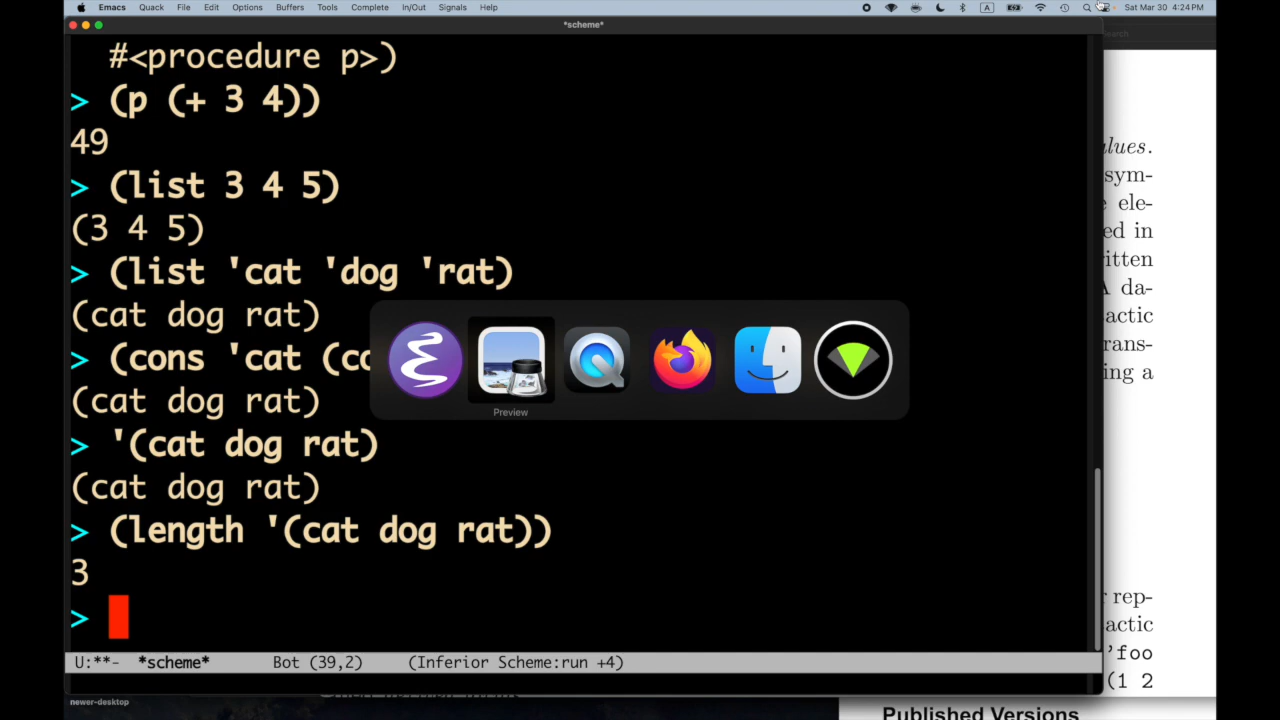 Emacs Quack File Edit Options Buffers Tools Complete In/Out Signals Help A Sat Mar 30 4:24 PM
*scheme*
Search
#<procedure p>)
> (p (+ 3 4))
49
> (list 3 4 5)
(3 4 5)
> (list 'cat 'dog 'rat)
(cat dog rat)
> (cons 'cat (co
(cat dog rat)
> '(cat dog rat)
(cat dog rat)
> (length '(cat dog rat))
3
>
Preview
U:**- *scheme* Bot (39,2) (Inferior Scheme:run +4)
alues.
sym-
e ele-
ed in
itten
A da-
actic
rans-
ing a
r rep-
actic
'foo
(1 2
newer-desktop
Published Versions